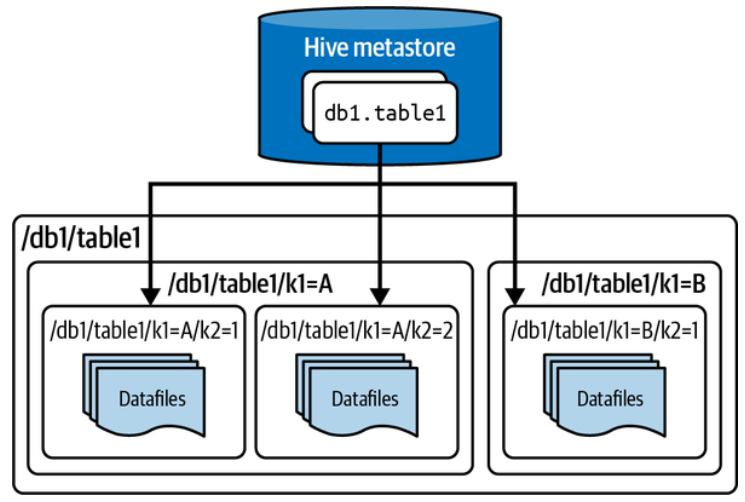 Hive metastore
db1.table1
/db1/table1
/db1/table1/k1=A
/db1/table1/k1=B
/db1/table1/k1=A/k2=1
/db1/table1/k1=A/k2=2
/db1/table1/k1=B/k2=1
Datafiles
Datafiles
Datafiles